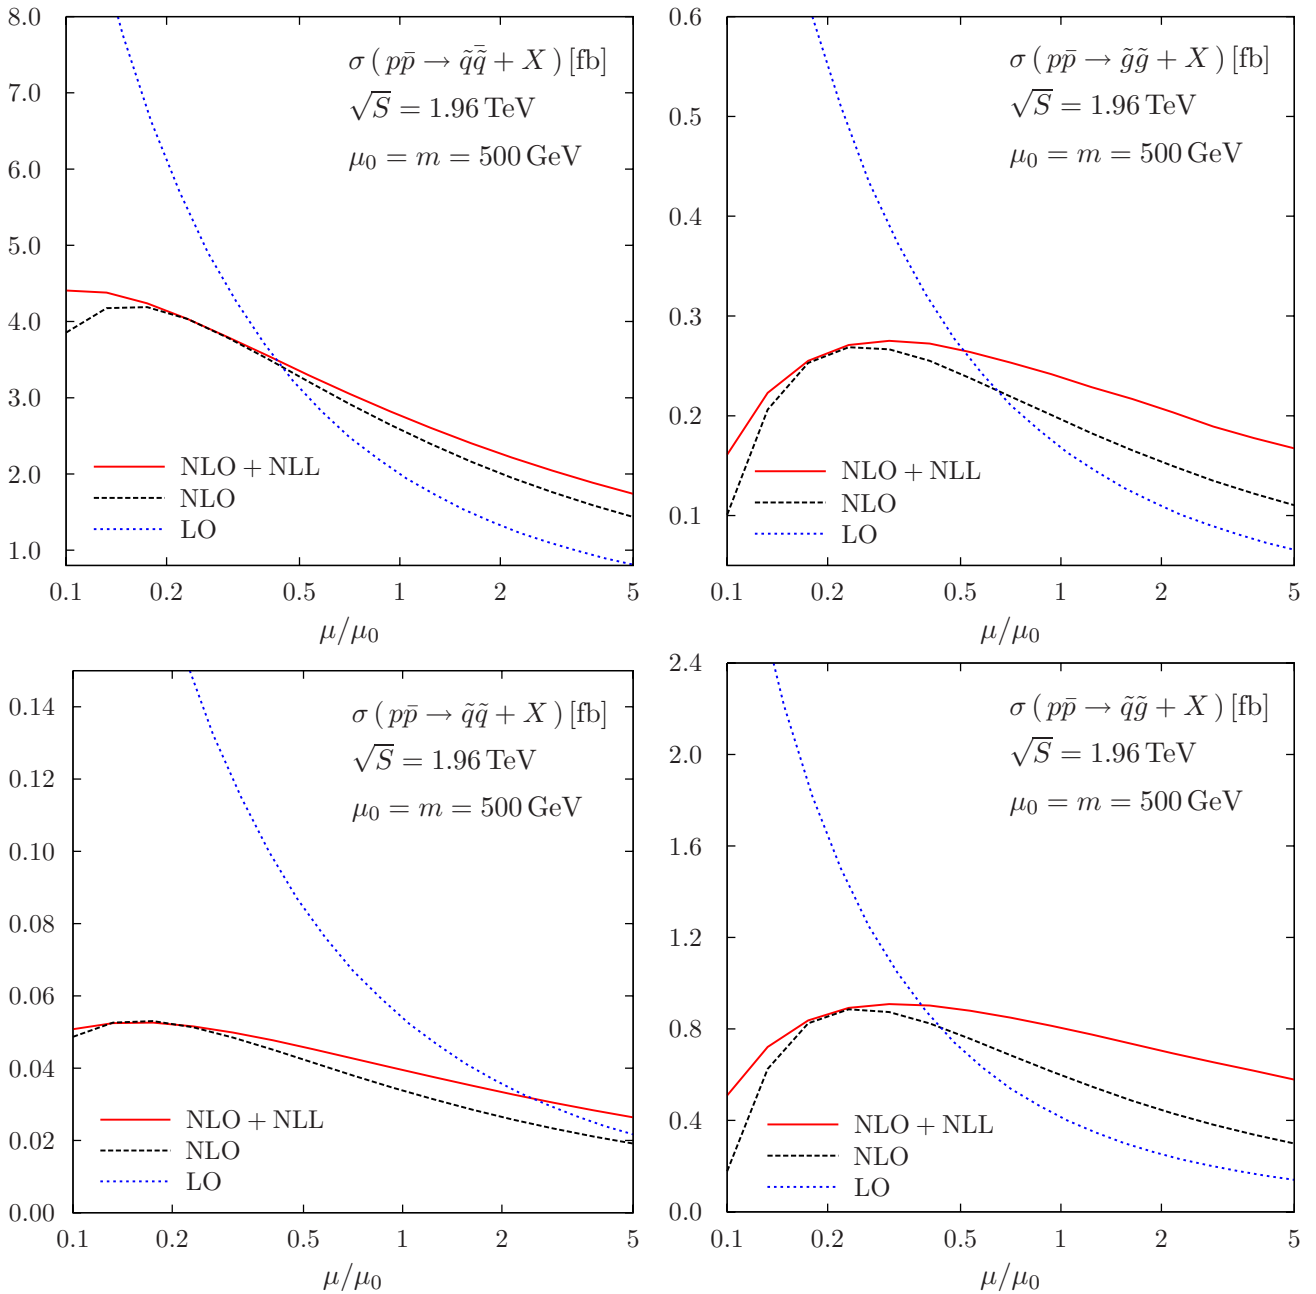 8.0
7.0
6.0
5.0
4.0
3.0
2.0
1.0
σ ( pp̄ → q̃q̃̄ + X ) [fb]
√S = 1.96 TeV
μ₀ = m = 500 GeV
NLO + NLL
NLO
LO
0.1 0.2 0.5 1 2 5
μ/μ₀
0.6
0.5
0.4
0.3
0.2
0.1
σ ( pp̄ → g̃g̃ + X ) [fb]
√S = 1.96 TeV
μ₀ = m = 500 GeV
NLO + NLL
NLO
LO
0.1 0.2 0.5 1 2 5
μ/μ₀
0.14
0.12
0.10
0.08
0.06
0.04
0.02
0.00
σ ( pp̄ → q̃q̃ + X ) [fb]
√S = 1.96 TeV
μ₀ = m = 500 GeV
NLO + NLL
NLO
LO
0.1 0.2 0.5 1 2 5
μ/μ₀
2.4
2.0
1.6
1.2
0.8
0.4
0.0
σ ( pp̄ → q̃g̃ + X ) [fb]
√S = 1.96 TeV
μ₀ = m = 500 GeV
NLO + NLL
NLO
LO
0.1 0.2 0.5 1 2 5
μ/μ₀